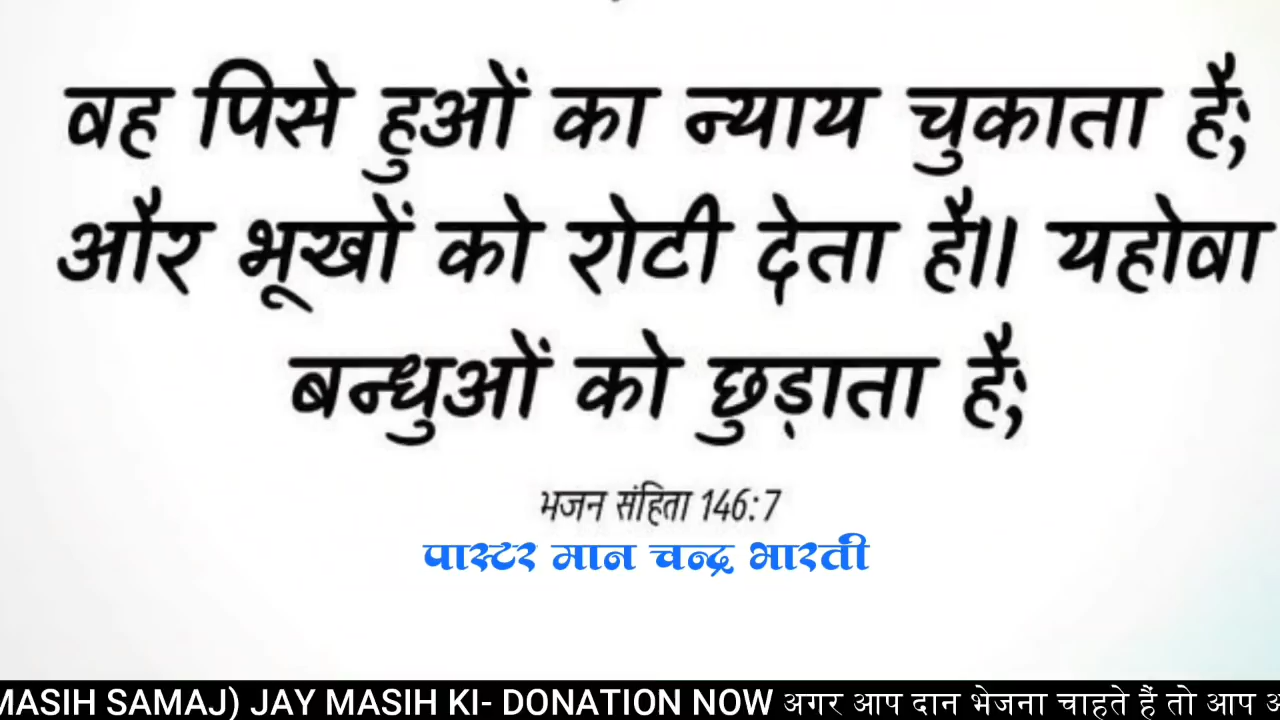 वह पिसे हुओं का न्याय चुकाता है;
और भूखों को रोटी देता है।। यहोवा
बन्धुओं को छुड़ाता है;
भजन संहिता 146:7
पास्टर मान चन्द्र भारती
MASIH SAMAJ) JAY MASIH KI- DONATION NOW अगर आप दान भेजना चाहते हैं तो आप